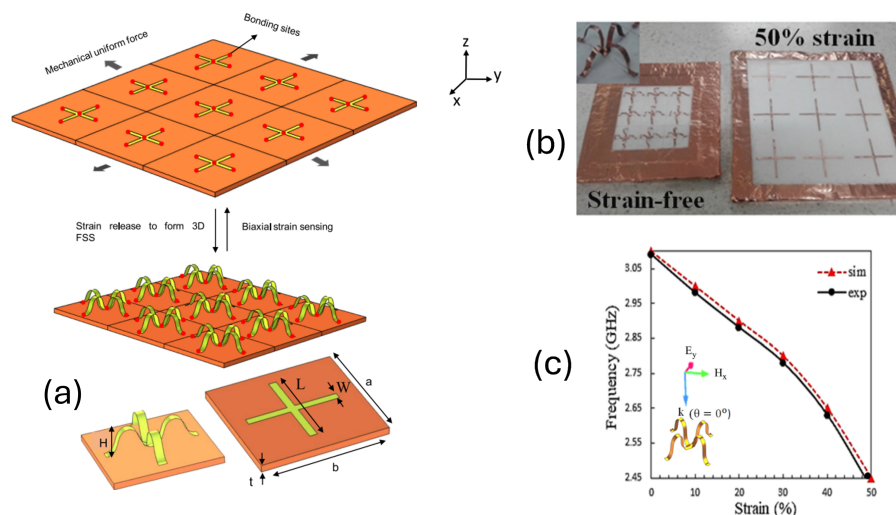 Bonding sites
Mechanical uniform force
z
y
x
Strain release to form 3D
FSS
Biaxial strain sensing
(a)
H
L
W
a
b
t
(b)
50% strain
Strain-free
(c)
Frequency (GHz)
3.05
2.95
2.85
2.75
2.65
2.55
2.45
sim
exp
Ey
Hx
k (θ = 0º)
0
10
20
30
40
50
Strain (%)